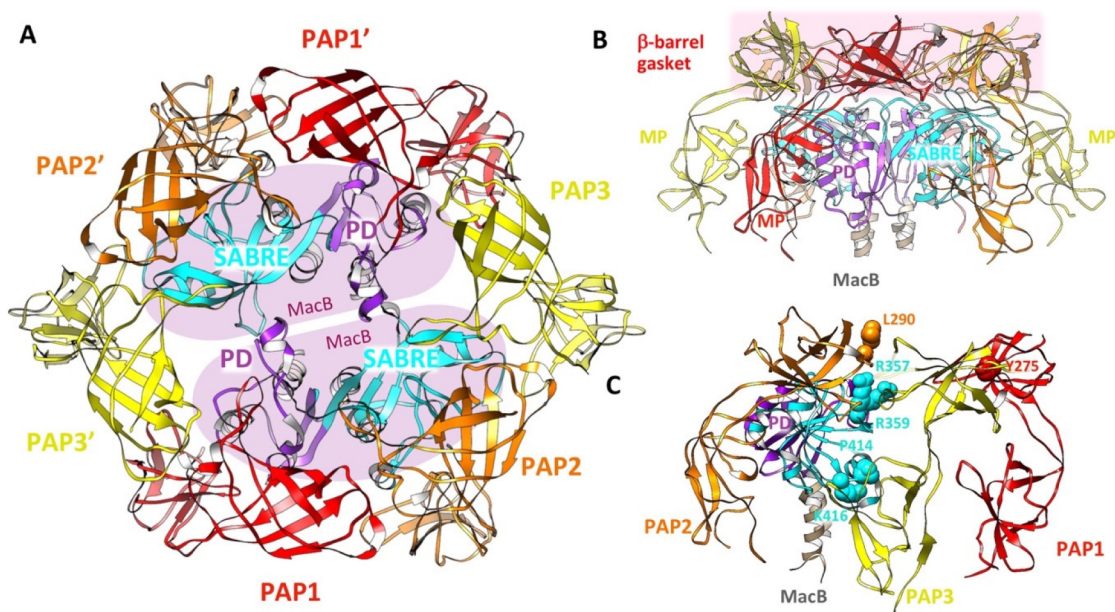 A
PAP1’
PAP2’
PAP3
PD
SABRE
MacB
MacB
PD
SABRE
PAP3’
PAP2
PAP1
B
β-barrel
gasket
MP
MP
SABRE
PD
MP
MacB
C
L290
R357
Y275
PD
R359
P414
K416
PAP2
PAP1
MacB
PAP3